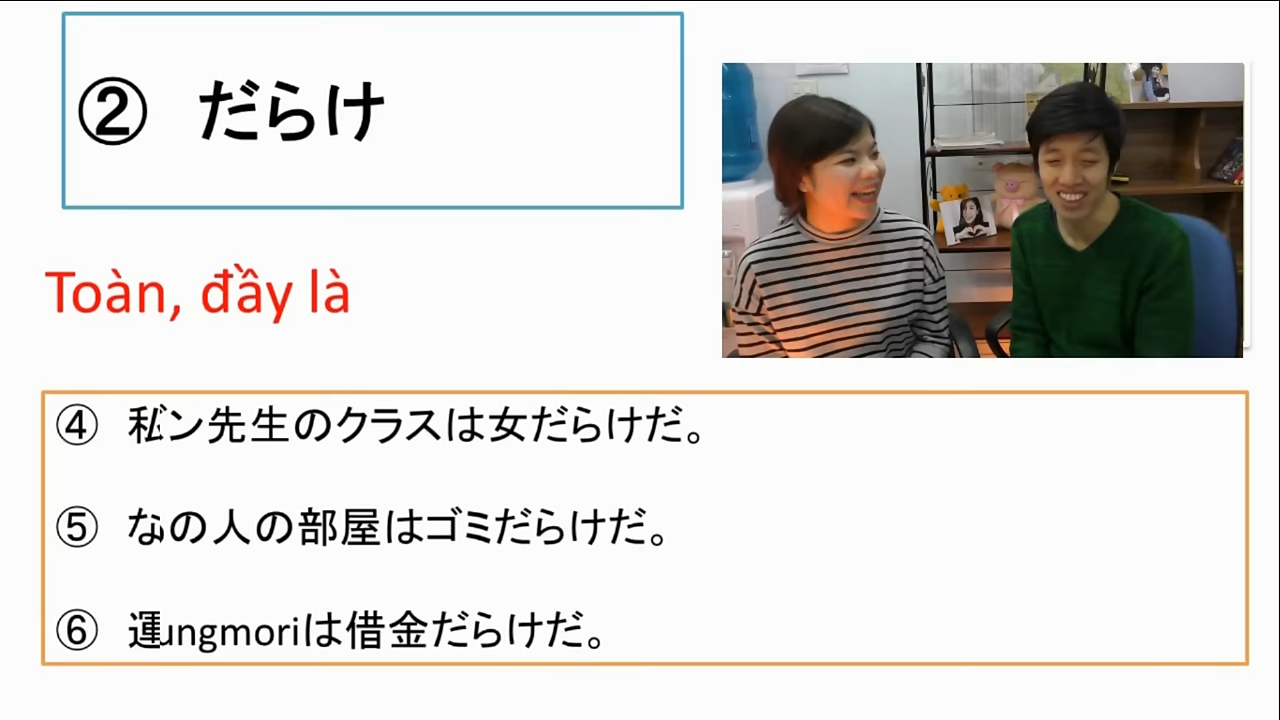 ② だらけ
Toàn, đầy là
④ 私ン先生のクラスは女だらけだ。
⑤ なの人の部屋はゴミだらけだ。
⑥ 運ungmoriは借金だらけだ。